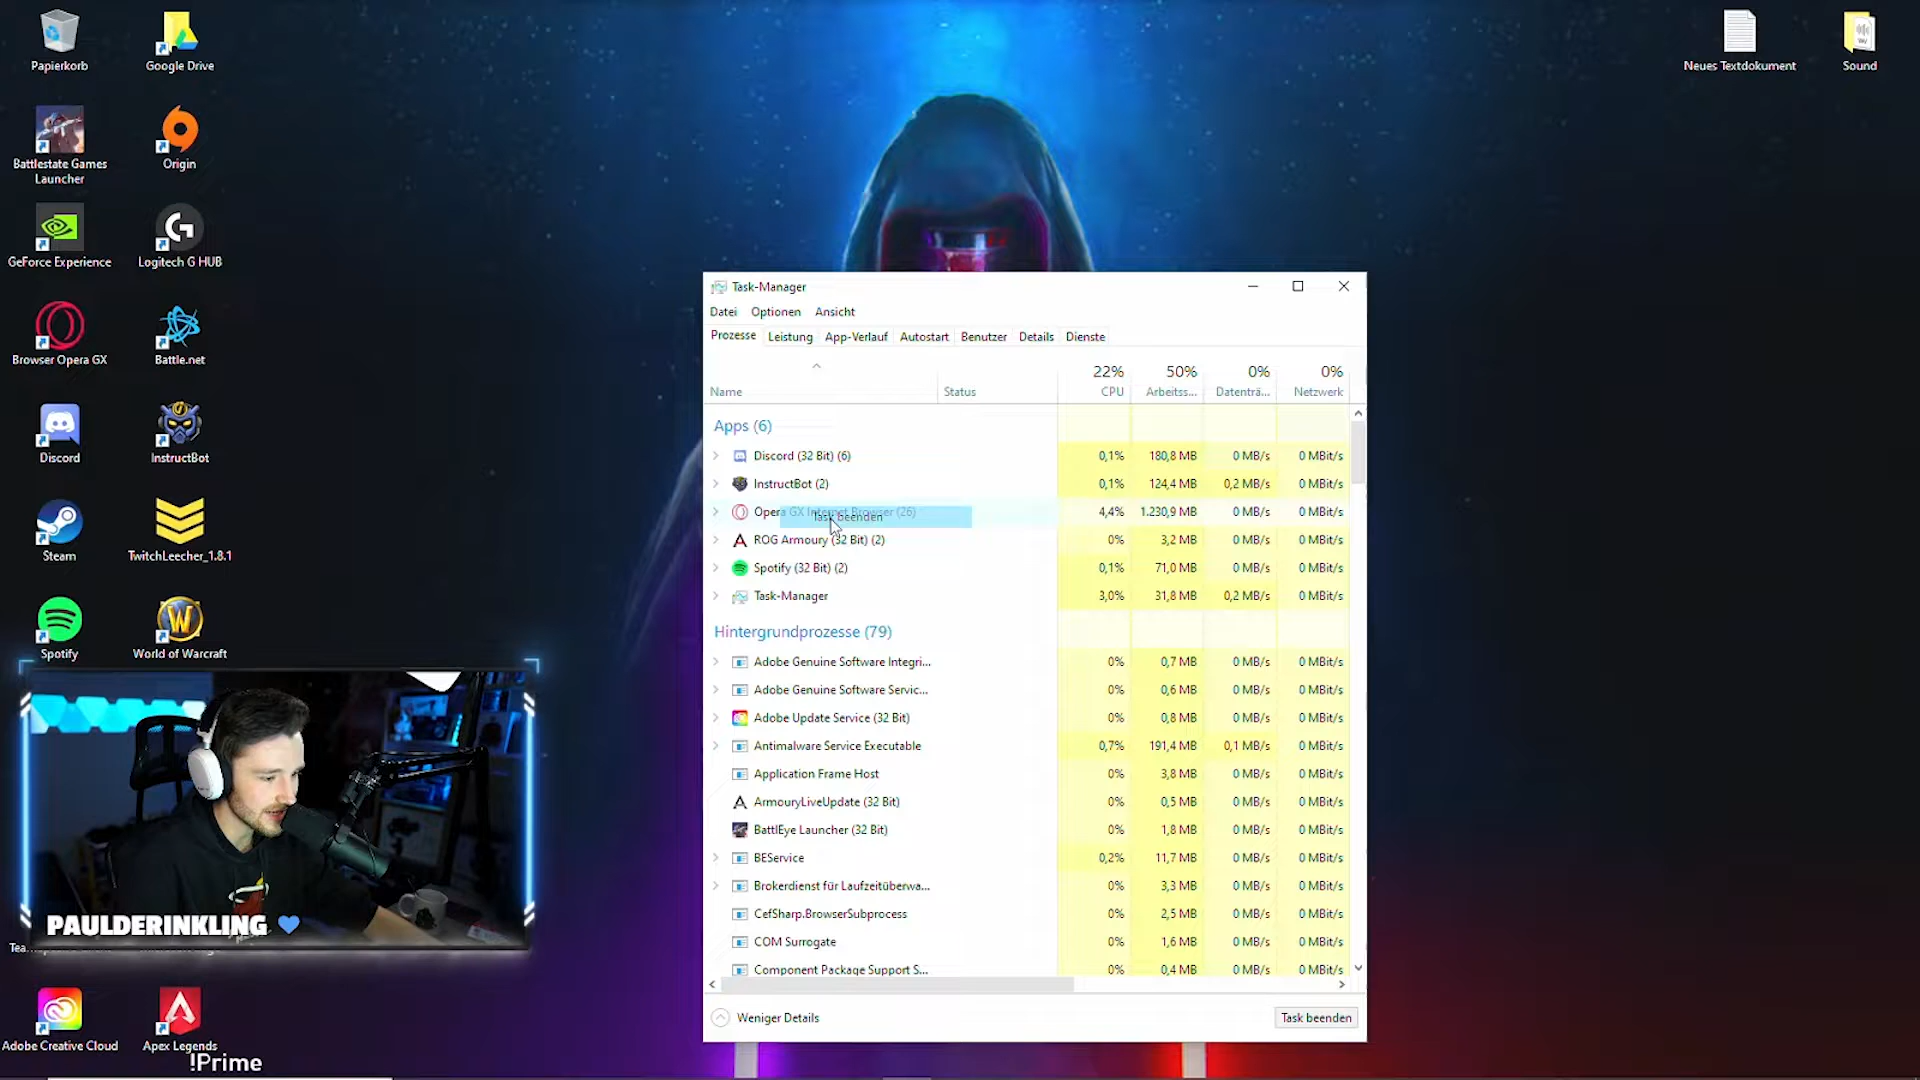 Papierkorb
Google Drive
Neues Textdokument
Sound
Battlestate Games
Launcher
Origin
GeForce Experience
Logitech G HUB
Browser Opera GX
Battle.net
Discord
InstructBot
Steam
TwitchLeecher_1.8.1
Spotify
World of Warcraft
PAULDERINKLING
Adobe Creative Cloud
Apex Legends
!Prime
Task-Manager
Datei Optionen Ansicht
Prozesse Leistung App-Verlauf Autostart Benutzer Details Dienste
22% 50% 0% 0%
Name Status CPU Arbeitss... Datenträ... Netzwerk
Apps (6)
Discord (32 Bit) (6) 0,1% 180,8 MB 0 MB/s 0 MBit/s
InstructBot (2) 0,1% 124,4 MB 0,2 MB/s 0 MBit/s
Opera GX Internet Browser (26) 4,4% 1.230,9 MB 0 MB/s 0 MBit/s
Task beenden
ROG Armoury (32 Bit) (2) 0% 3,2 MB 0 MB/s 0 MBit/s
Spotify (32 Bit) (2) 0,1% 71,0 MB 0 MB/s 0 MBit/s
Task-Manager 3,0% 31,8 MB 0,2 MB/s 0 MBit/s
Hintergrundprozesse (79)
Adobe Genuine Software Integri... 0% 0,7 MB 0 MB/s 0 MBit/s
Adobe Genuine Software Servic... 0% 0,6 MB 0 MB/s 0 MBit/s
Adobe Update Service (32 Bit) 0% 0,8 MB 0 MB/s 0 MBit/s
Antimalware Service Executable 0,7% 191,4 MB 0,1 MB/s 0 MBit/s
Application Frame Host 0% 3,8 MB 0 MB/s 0 MBit/s
ArmouryLiveUpdate (32 Bit) 0% 0,5 MB 0 MB/s 0 MBit/s
BattlEye Launcher (32 Bit) 0% 1,8 MB 0 MB/s 0 MBit/s
BEService 0,2% 11,7 MB 0 MB/s 0 MBit/s
Brokerdienst für Laufzeitüberwa... 0% 3,3 MB 0 MB/s 0 MBit/s
CefSharp.BrowserSubprocess 0% 2,5 MB 0 MB/s 0 MBit/s
COM Surrogate 0% 1,6 MB 0 MB/s 0 MBit/s
Component Package Support S... 0% 0,4 MB 0 MB/s 0 MBit/s
Weniger Details
Task beenden